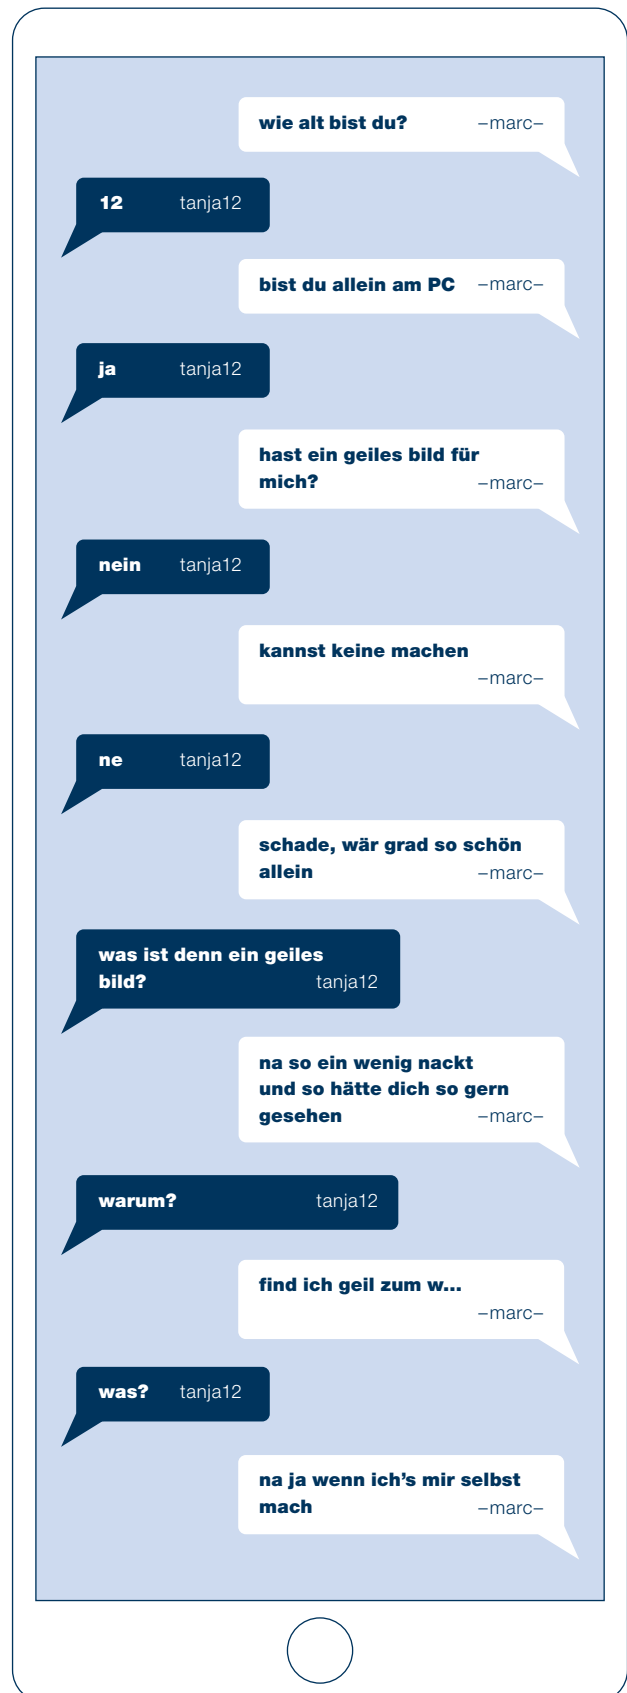 wie alt bist du? –marc–
12 tanja12
bist du allein am PC –marc–
ja tanja12
hast ein geiles bild für
mich? –marc–
nein tanja12
kannst keine machen
–marc–
ne tanja12
schade, wär grad so schön
allein –marc–
was ist denn ein geiles
bild? tanja12
na so ein wenig nackt
und so hätte dich so gern
gesehen –marc–
warum? tanja12
find ich geil zum w...
–marc–
was? tanja12
na ja wenn ich’s mir selbst
mach –marc–